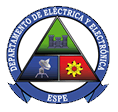 DEPARTAMENTO DE ELÉCTRICA Y ELECTRÓNICA
ESPE